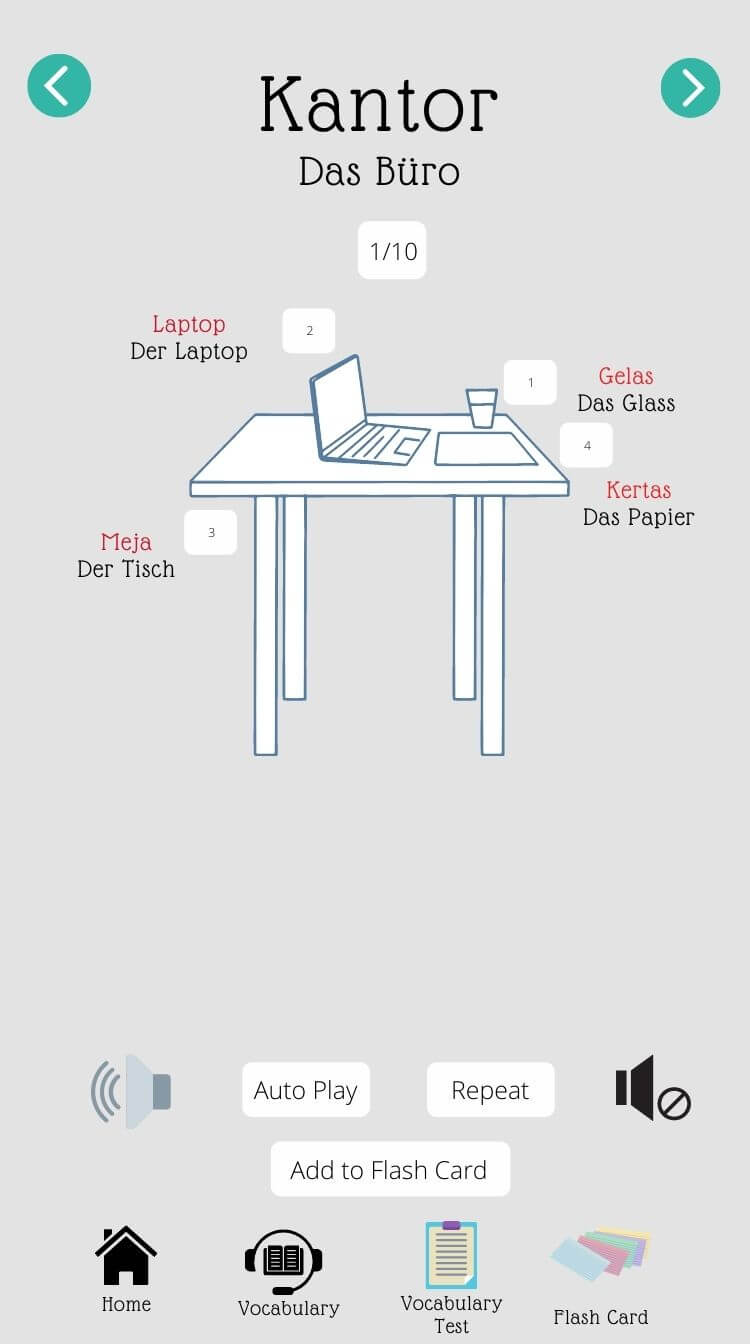 Kantor
Das Büro
1/10
Laptop
Der Laptop
2
1
Gelas
Das Glass
4
Kertas
Das Papier
3
Meja
Der Tisch
Auto Play
Repeat
Add to Flash Card
Home
Vocabulary
Vocabulary
Test
Flash Card